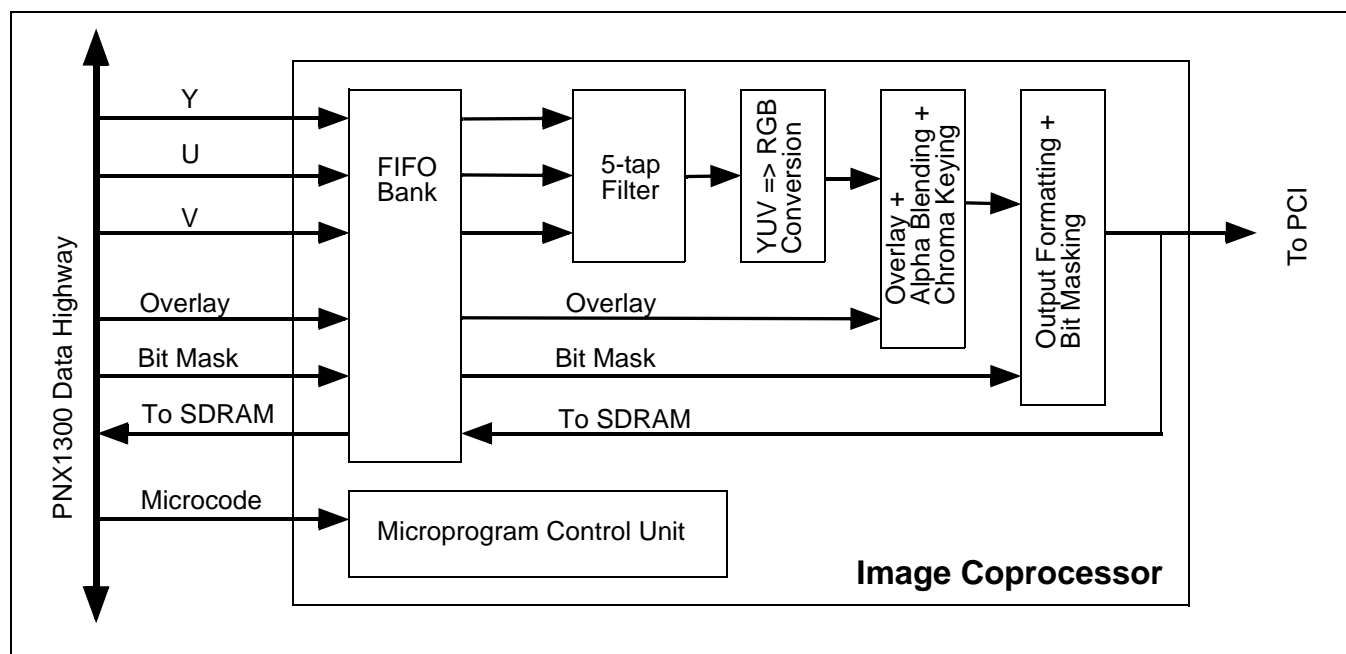 PNX1300 Data Highway
Y
U
V
Overlay
Bit Mask
To SDRAM
Microcode
FIFO
Bank
5-tap
Filter
YUV => RGB
Conversion
Overlay +
Alpha Blending +
Chroma Keying
Output Formatting +
Bit Masking
To PCI
Overlay
Bit Mask
To SDRAM
Microprogram Control Unit
Image Coprocessor